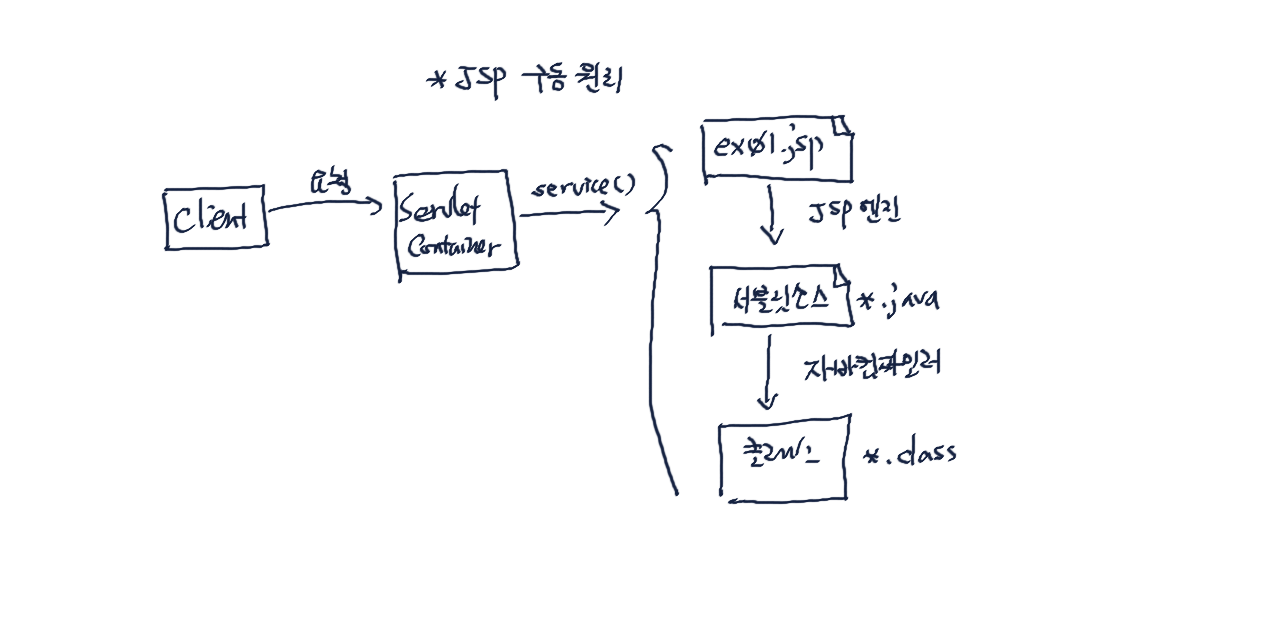 * JSP 구동 원리
Client
요청
Servlet
Container
service()
ex01.jsp
JSP 엔진
서블릿소스
*.java
자바컴파일러
클래스
*.class